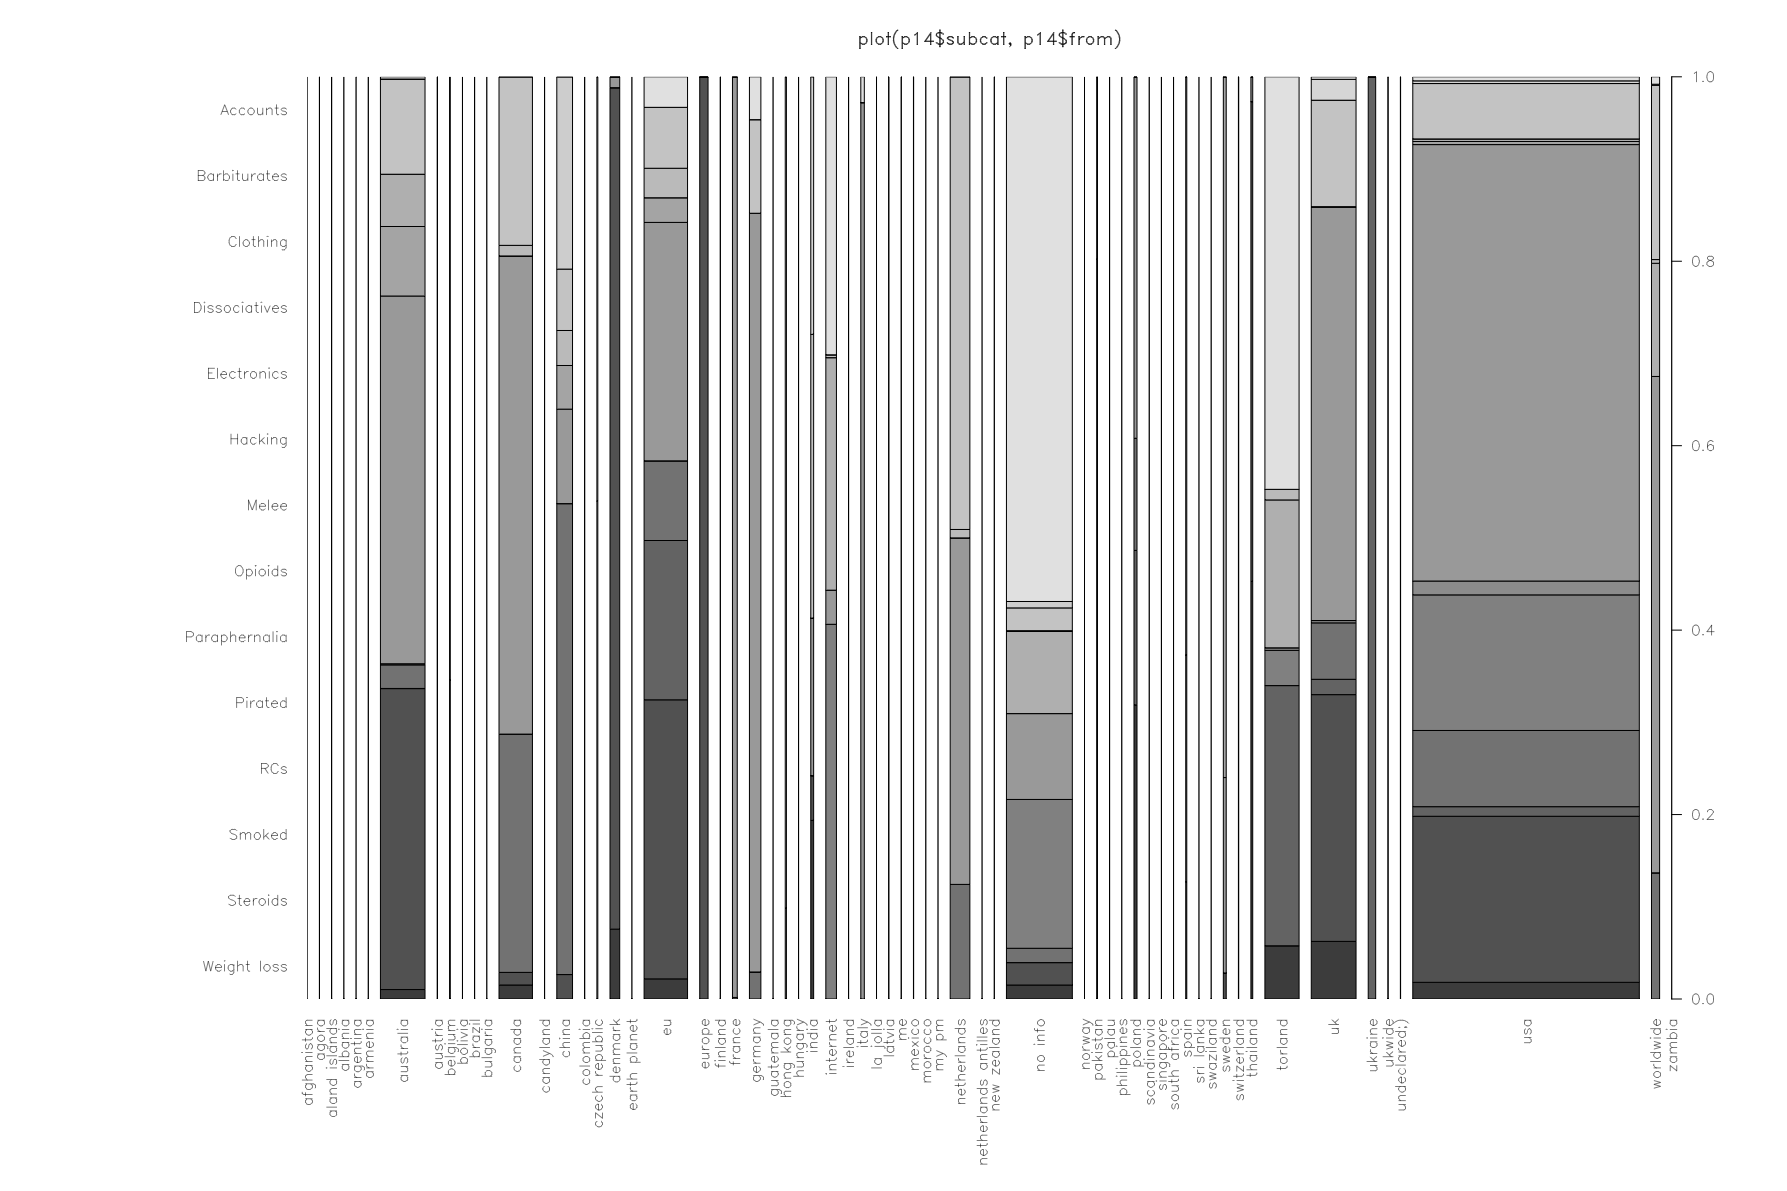 plot(p14$subcat, p14$from)
Accounts
Barbiturates
Clothing
Dissociatives
Electronics
Hacking
Melee
Opioids
Paraphernalia
Pirated
RCs
Smoked
Steroids
Weight loss
1.0
0.8
0.6
0.4
0.2
0.0
afghanistan
agora
aland islands
albania
argentina
armenia
australia
austria
belgium
bolivia
brazil
bulgaria
canada
candyland
china
colombia
czech republic
denmark
earth planet
eu
europe
finland
france
germany
guatemala
hong kong
hungary
india
internet
ireland
italy
la jolla
ldtvia
me
mexico
morocco
my pm
netherlands
netherlands antilles
new zealand
no info
norway
pakistan
palau
philippines
poland
scandinavia
singapore
south africa
spain
sri lanka
swaziland
sweden
switzerland
thailand
torland
uk
ukraine
ukwide
undeclared;)
usa
worldwide
zambia